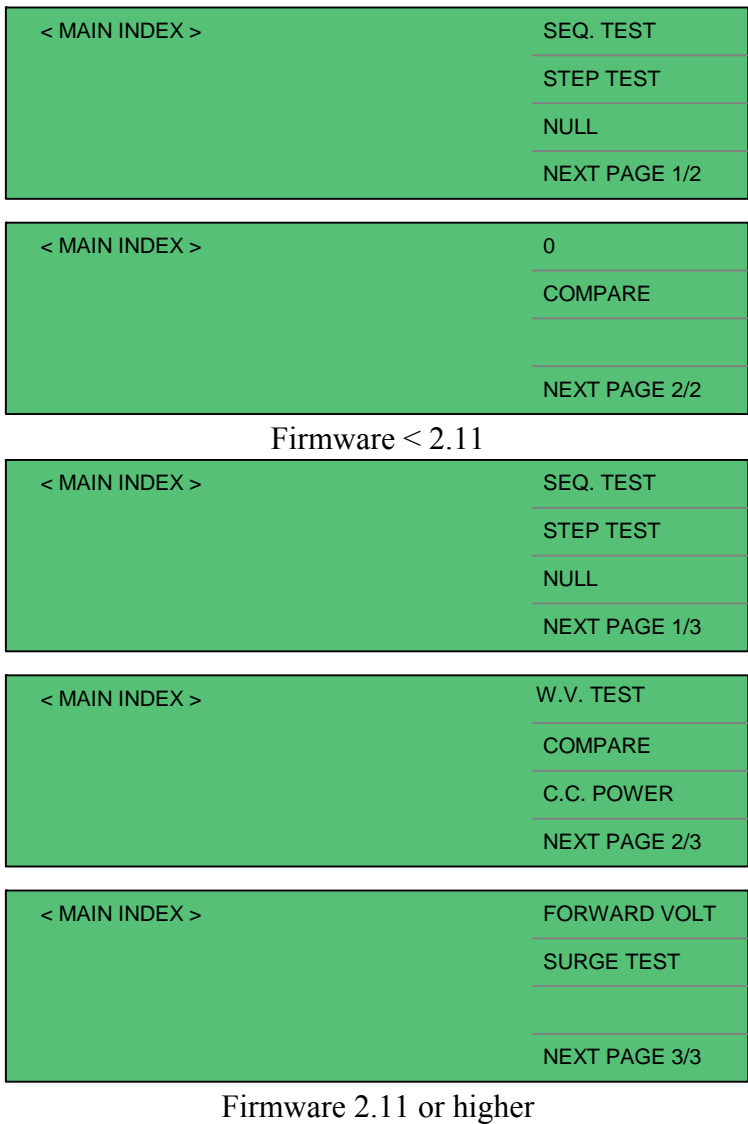 < MAIN INDEX > SEQ. TEST
STEP TEST
NULL
NEXT PAGE 1/2
< MAIN INDEX > 0
COMPARE
NEXT PAGE 2/2
Firmware < 2.11
< MAIN INDEX > SEQ. TEST
STEP TEST
NULL
NEXT PAGE 1/3
< MAIN INDEX > W.V. TEST
COMPARE
C.C. POWER
NEXT PAGE 2/3
< MAIN INDEX > FORWARD VOLT
SURGE TEST
NEXT PAGE 3/3
Firmware 2.11 or higher